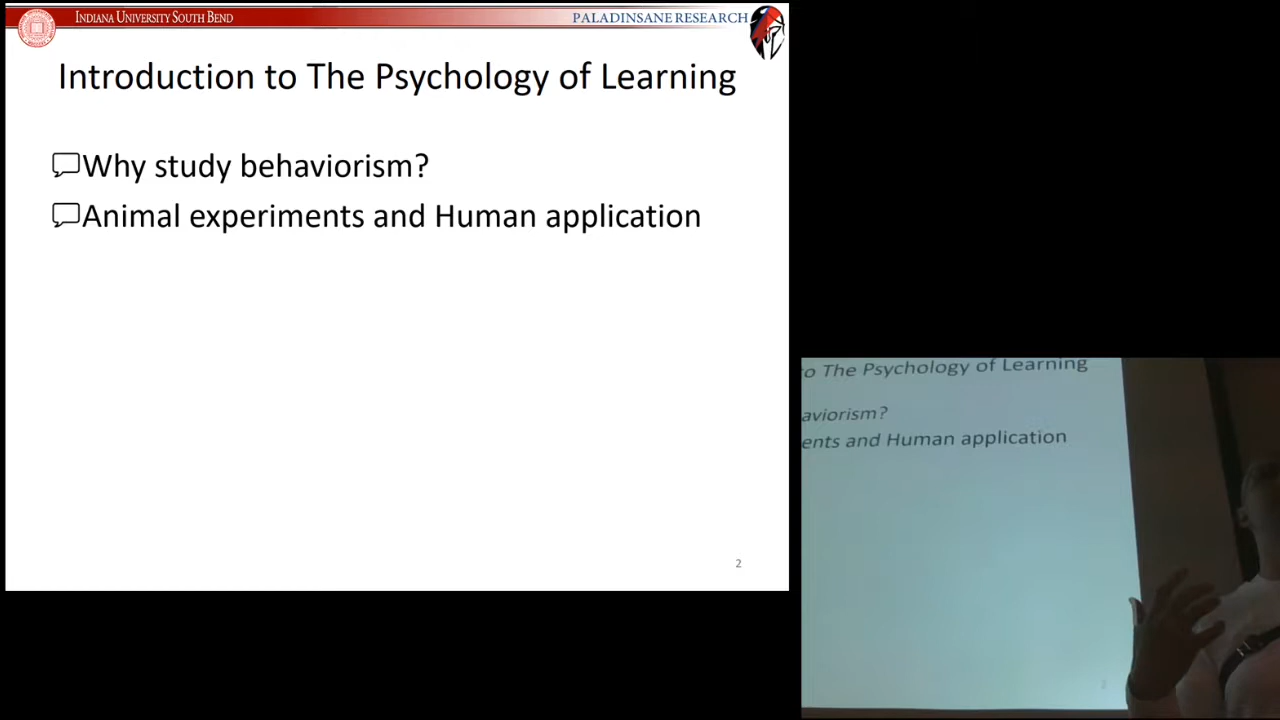 INDIANA UNIVERSITY SOUTH BEND
PALADINSANE RESEARCH
Introduction to The Psychology of Learning
Why study behaviorism?
Animal experiments and Human application
2
o The Psychology of Learning
aviorism?
ents and Human application
2